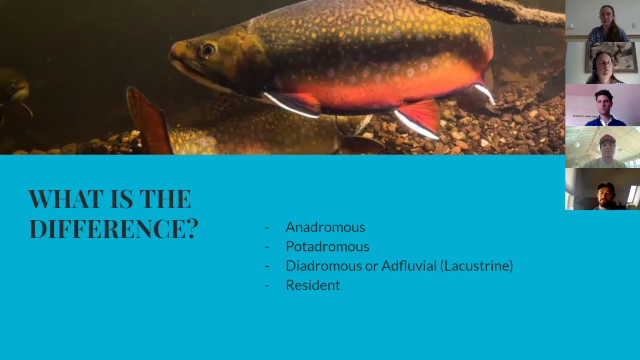 WHAT IS THE
DIFFERENCE?
- Anadromous
- Potadromous
- Diadromous or Adfluvial (Lacustrine)
- Resident